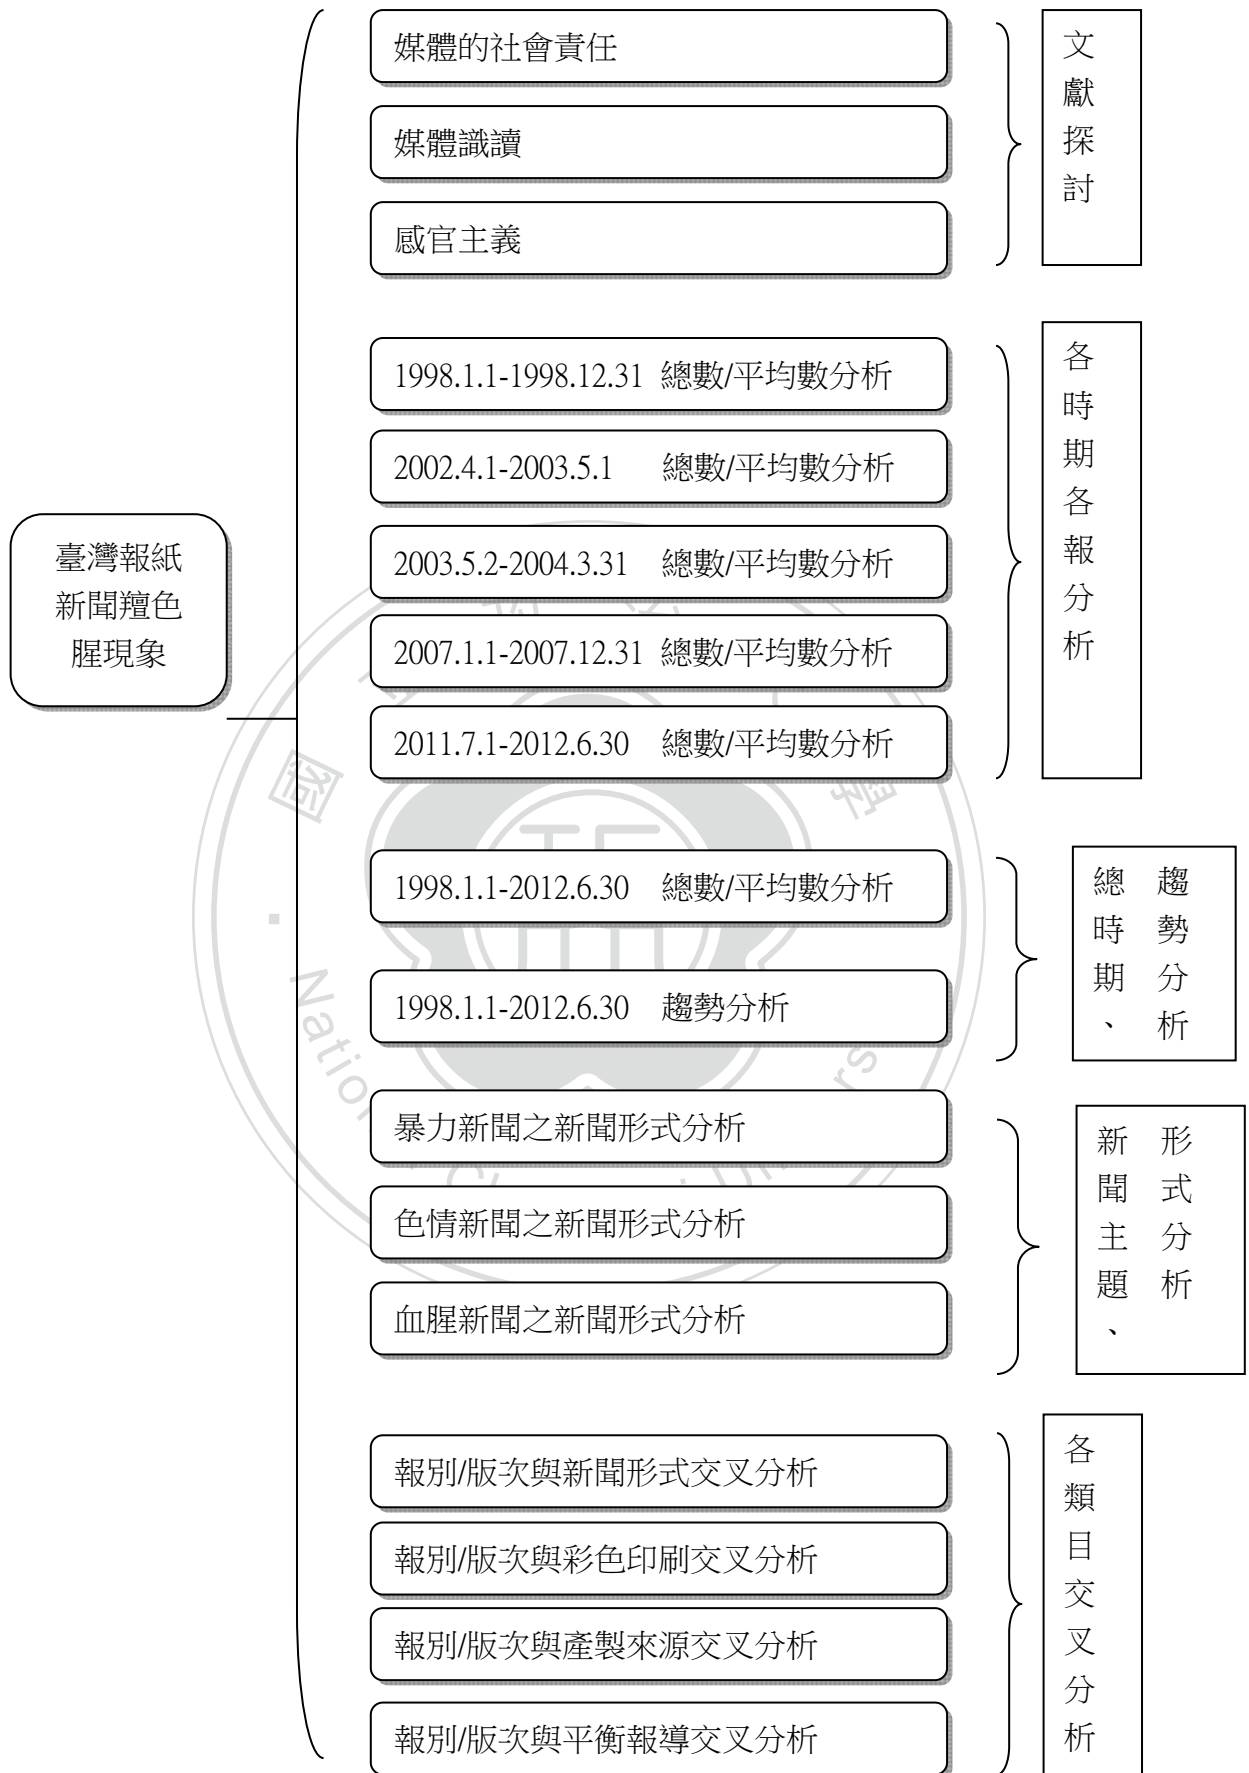 臺灣報紙
新聞羶色
腥現象
媒體的社會責任
媒體識讀
感官主義
文獻探討
1998.1.1-1998.12.31 總數/平均數分析
2002.4.1-2003.5.1 總數/平均數分析
2003.5.2-2004.3.31 總數/平均數分析
2007.1.1-2007.12.31 總數/平均數分析
2011.7.1-2012.6.30 總數/平均數分析
各時期各報分析
1998.1.1-2012.6.30 總數/平均數分析
1998.1.1-2012.6.30 趨勢分析
總時期、
趨勢分析
暴力新聞之新聞形式分析
色情新聞之新聞形式分析
血腥新聞之新聞形式分析
新聞主題、
形式分析
報別/版次與新聞形式交叉分析
報別/版次與彩色印刷交叉分析
報別/版次與產製來源交叉分析
報別/版次與平衡報導交叉分析
各類目交叉分析